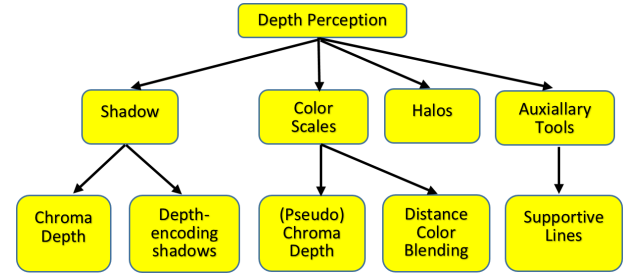 Depth Perception
Shadow
Color
Scales
Halos
Auxiallary
Tools
Chroma
Depth
Depth-
encoding
shadows
(Pseudo)
Chroma
Depth
Distance
Color
Blending
Supportive
Lines